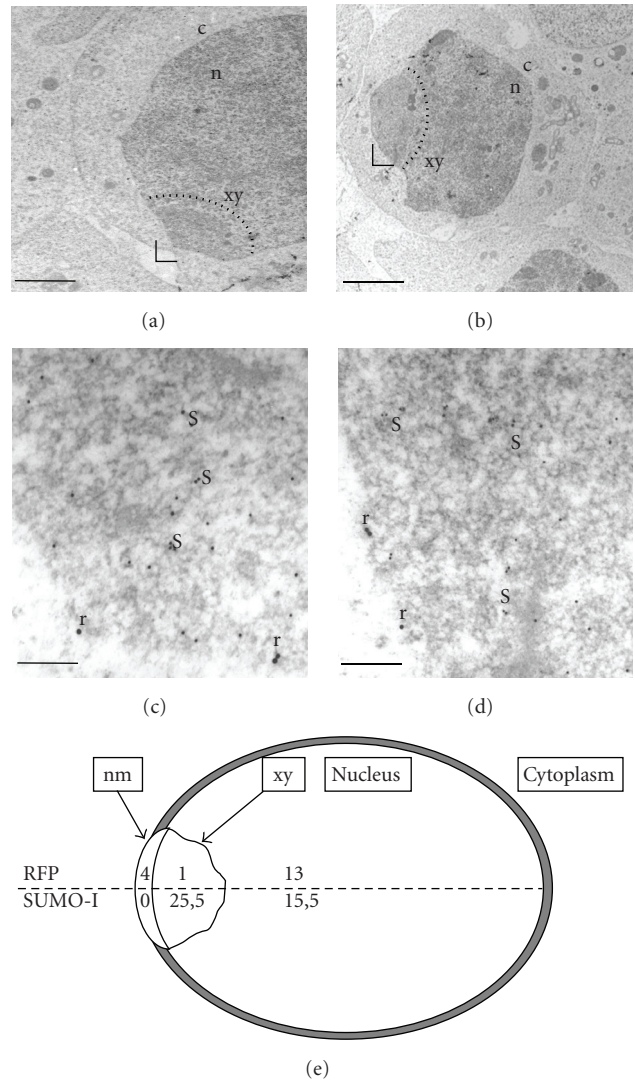 c
n
xy
(a)
c
n
xy
(b)
S
S
S
r
r
(c)
S
S
r
S
r
(d)
nm
xy
Nucleus
Cytoplasm
RFP 4 1 13
SUMO-I 0 25,5 15,5
(e)